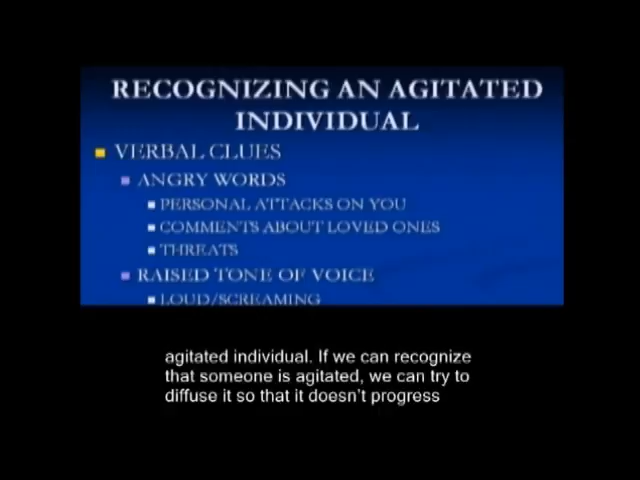 RECOGNIZING AN AGITATED
INDIVIDUAL
VERBAL CLUES
ANGRY WORDS
PERSONAL ATTACKS ON YOU
COMMENTS ABOUT LOVED ONES
THREATS
RAISED TONE OF VOICE
LOUD/SCREAMING
agitated individual. If we can recognize
that someone is agitated, we can try to
diffuse it so that it doesn't progress